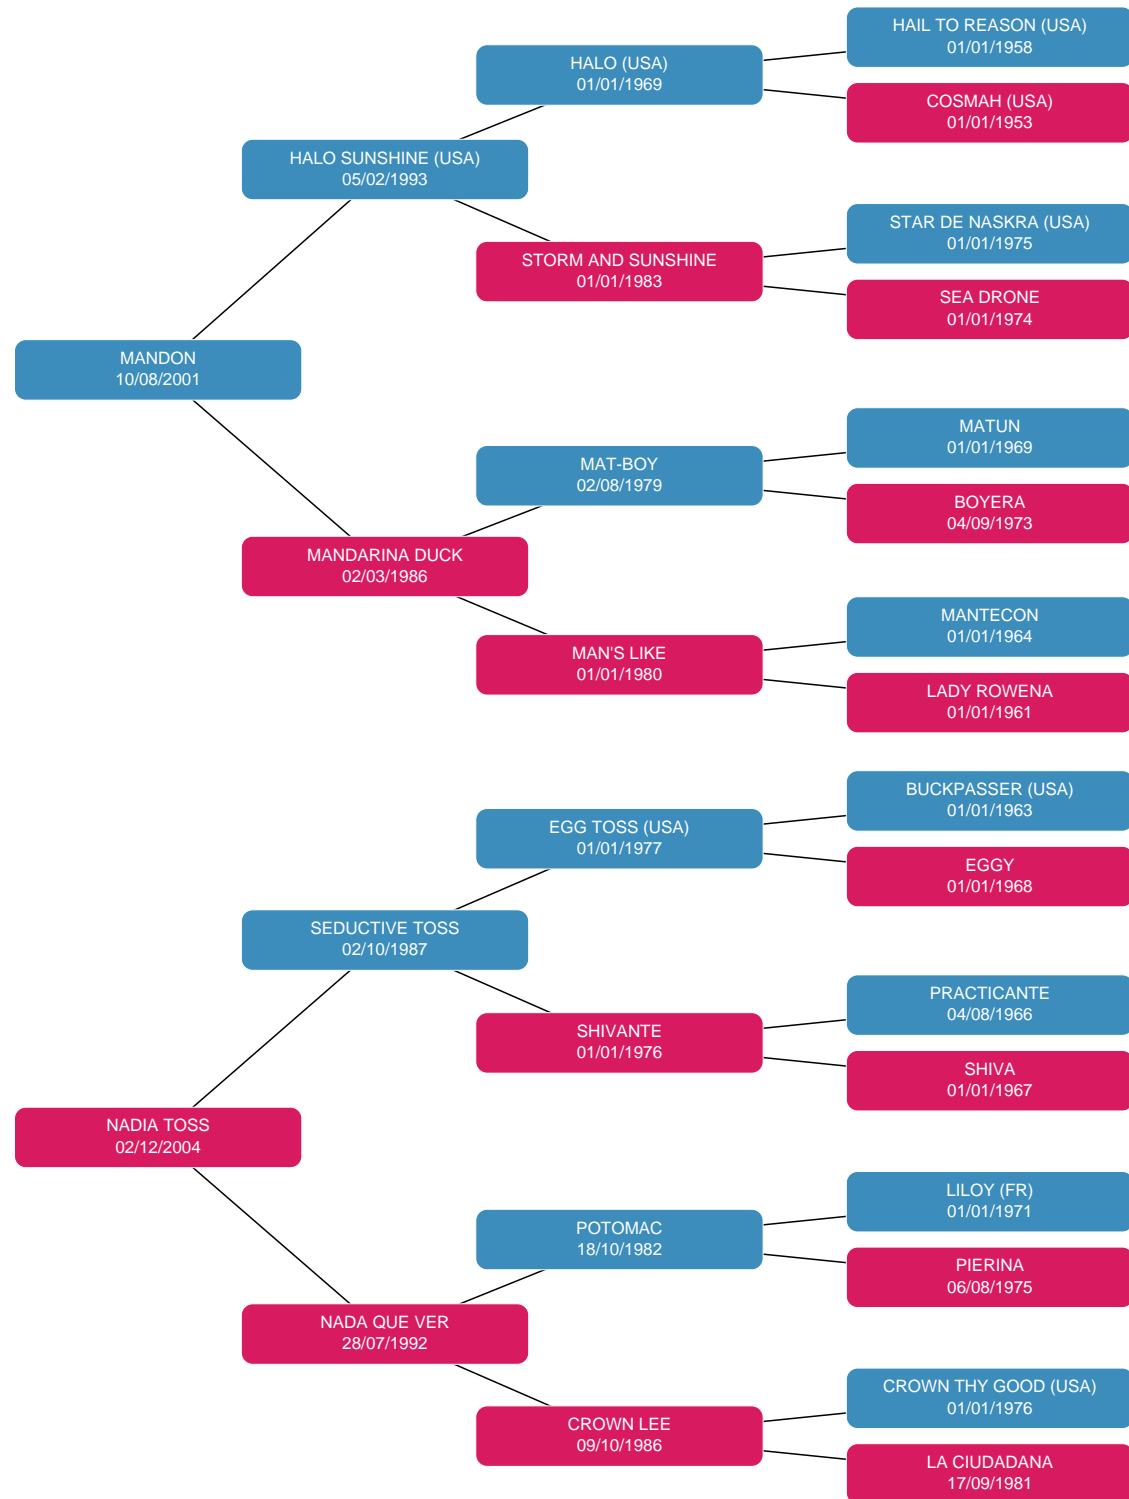 HAIL TO REASON (USA)
01/01/1958
HALO (USA)
01/01/1969
COSMAH (USA)
01/01/1953
HALO SUNSHINE (USA)
05/02/1993
STAR DE NASKRA (USA)
01/01/1975
STORM AND SUNSHINE
01/01/1983
SEA DRONE
01/01/1974
MANDON
10/08/2001
MATUN
01/01/1969
MAT-BOY
02/08/1979
BOYERA
04/09/1973
MANDARINA DUCK
02/03/1986
MANTECON
01/01/1964
MAN'S LIKE
01/01/1980
LADY ROWENA
01/01/1961
BUCKPASSER (USA)
01/01/1963
EGG TOSS (USA)
01/01/1977
EGGY
01/01/1968
SEDUCTIVE TOSS
02/10/1987
PRACTICANTE
04/08/1966
SHIVANTE
01/01/1976
SHIVA
01/01/1967
NADIA TOSS
02/12/2004
LILOY (FR)
01/01/1971
POTOMAC
18/10/1982
PIERINA
06/08/1975
NADA QUE VER
28/07/1992
CROWN THY GOOD (USA)
01/01/1976
CROWN LEE
09/10/1986
LA CIUDADANA
17/09/1981